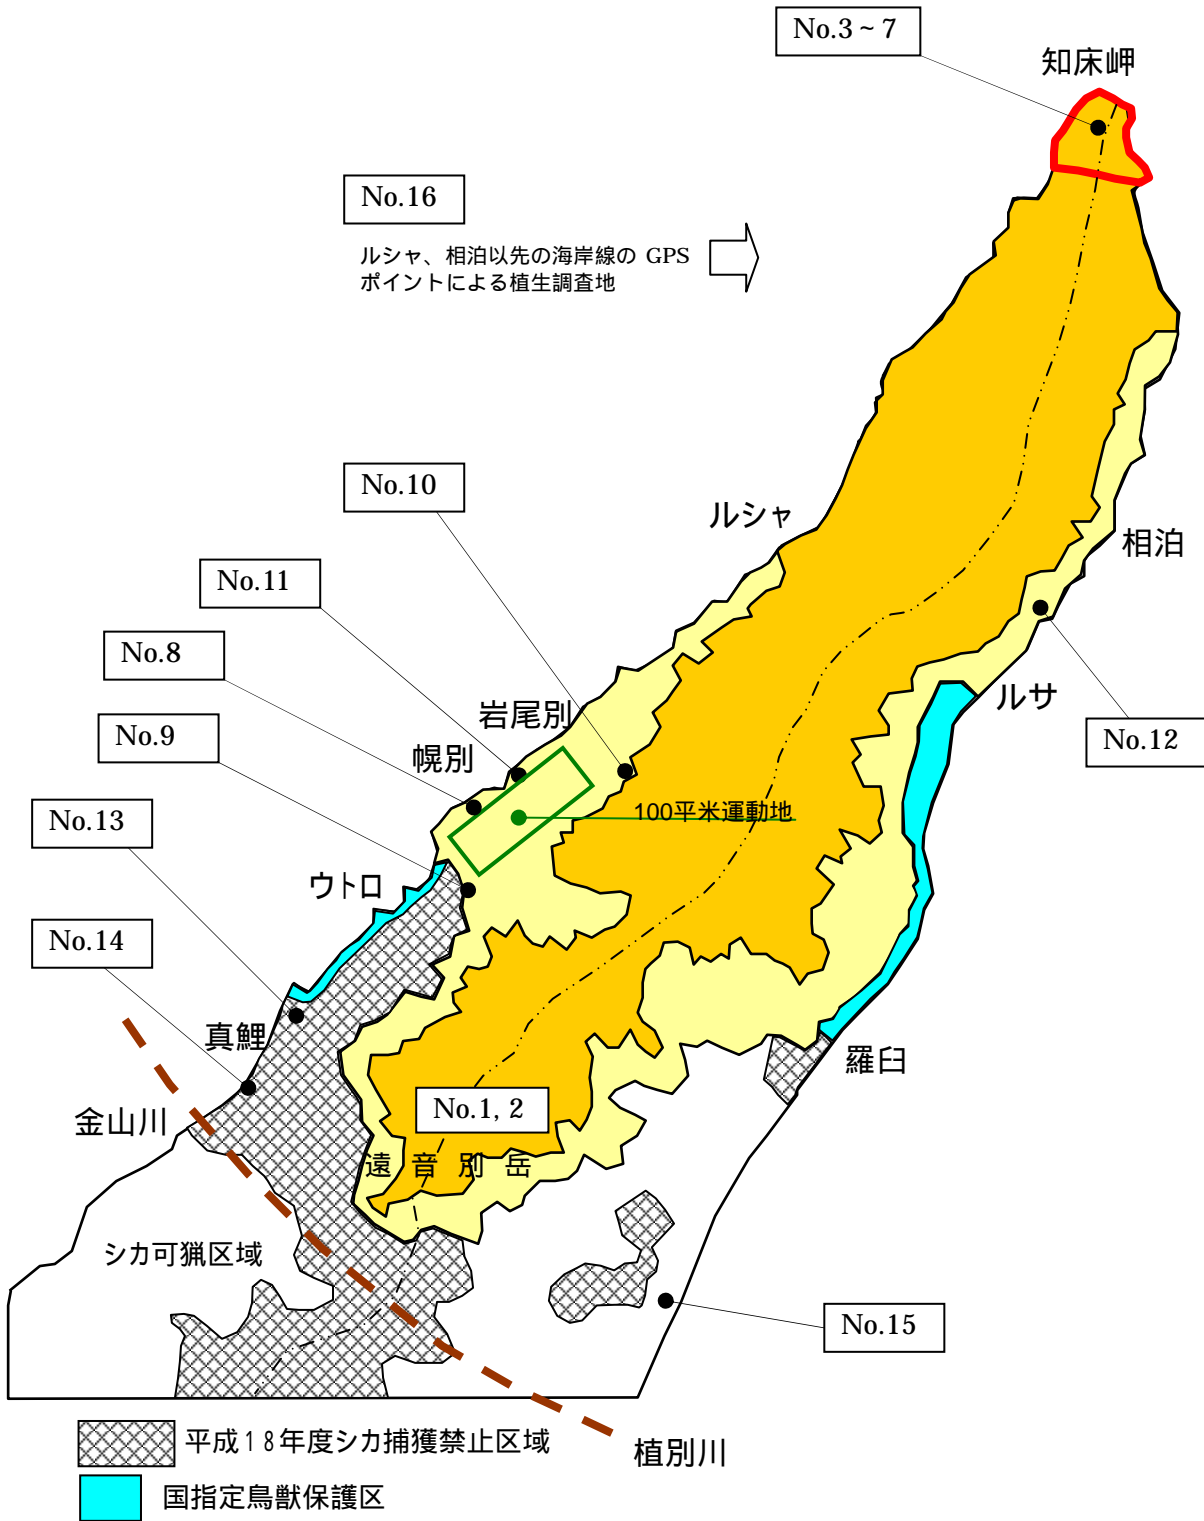 No.3～7
知床岬
No.16
ルシャ、相泊以先の海岸線の GPS
ポイントによる植生調査地
No.10
ルシャ
相泊
No.11
No.8
岩尾別
ルサ
No.9
幌別
No.12
No.13
100平米運動地
ウトロ
No.14
真鯉
羅臼
No.1, 2
金山川
遠音別岳
シカ可猟区域
No.15
平成18年度シカ捕獲禁止区域
植別川
国指定鳥獣保護区